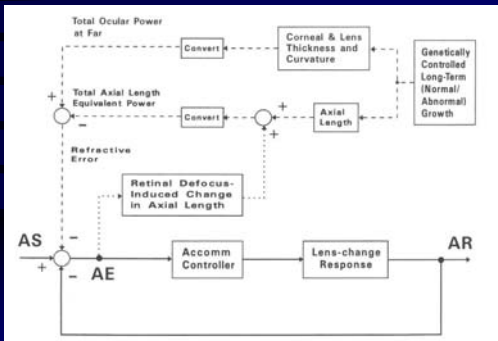 Total Ocular Power
at Far
Convert
Corneal & Lens
Thickness and
Curvature
Genetically
Controlled
Long-Term
(Normal/
Abnormal)
Growth
+
−
Total Axial Length
Equivalent Power
Convert
+
+
Axial
Length
Refractive
Error
Retinal Defocus-
Induced Change
in Axial Length
AS
+
−
−
AE
Accomm
Controller
Lens-change
Response
AR